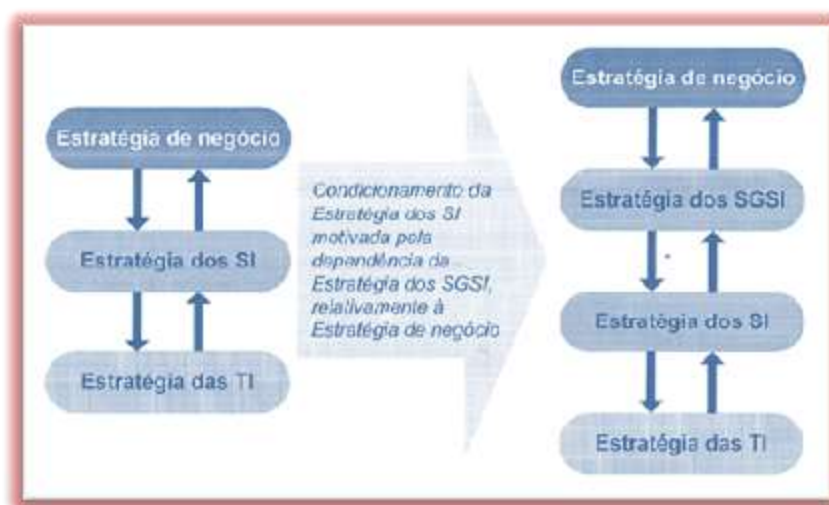 Estratégia de negócio
Estratégia dos SI
Estratégia das TI
Condicionamento da
Estratégia dos SI
motivada pela
dependência da
Estratégia dos SGSI,
relativamente à
Estratégia de negócio
Estratégia de negócio
Estratégia dos SGSI
Estratégia dos SI
Estratégia das TI